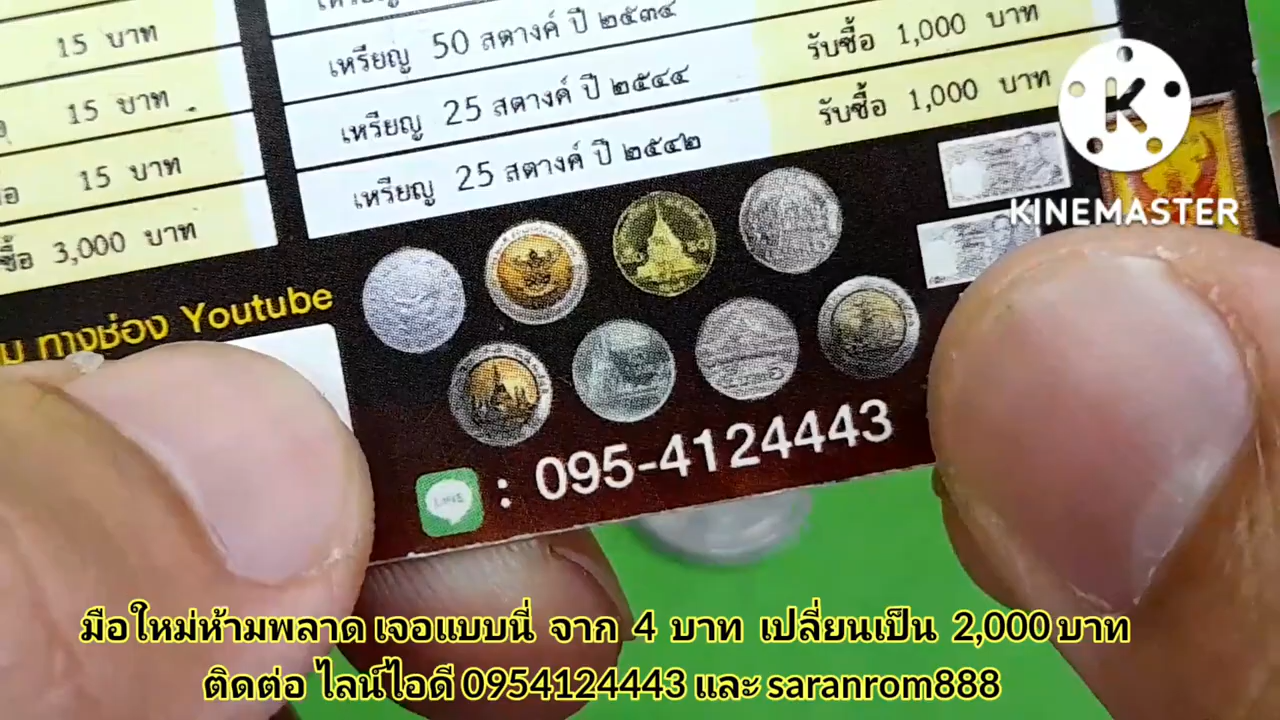 15 บาท
15 บาท
15 บาท
3,000 บาท
เหรียญ 50 สตางค์ ปี ๒๕๓๔
เหรียญ 25 สตางค์ ปี ๒๕๔๔ รับซื้อ 1,000 บาท
เหรียญ 25 สตางค์ ปี ๒๕๔๒ รับซื้อ 1,000 บาท
KINEMASTER
ทางช่อง Youtube
LINE : 095-4124443
มือใหม่ห้ามพลาด เจอแบบนี่ จาก 4 บาท เปลี่ยนเป็น 2,000 บาท
ติดต่อ ไลน์ไอดี 0954124443 และ saranrom888